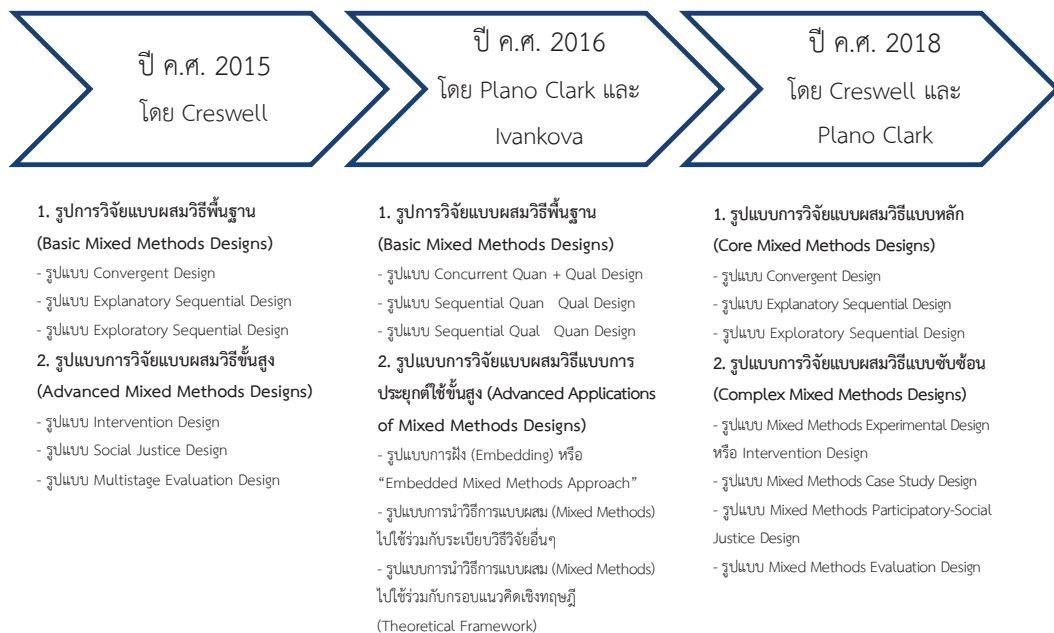 ปี ค.ศ. 2015
โดย Creswell
ปี ค.ศ. 2016
โดย Plano Clark และ
Ivankova
ปี ค.ศ. 2018
โดย Creswell และ
Plano Clark
1. รูปการวิจัยแบบผสมวิธีพื้นฐาน
(Basic Mixed Methods Designs)
- รูปแบบ Convergent Design
- รูปแบบ Explanatory Sequential Design
- รูปแบบ Exploratory Sequential Design
2. รูปแบบการวิจัยแบบผสมวิธีขั้นสูง
(Advanced Mixed Methods Designs)
- รูปแบบ Intervention Design
- รูปแบบ Social Justice Design
- รูปแบบ Multistage Evaluation Design
1. รูปการวิจัยแบบผสมวิธีพื้นฐาน
(Basic Mixed Methods Designs)
- รูปแบบ Concurrent Quan + Qual Design
- รูปแบบ Sequential Quan Qual Design
- รูปแบบ Sequential Qual Quan Design
2. รูปแบบการวิจัยแบบผสมวิธีแบบการ
ประยุกต์ใช้ขั้นสูง (Advanced Applications
of Mixed Methods Designs)
- รูปแบบการฝัง (Embedding) หรือ
“Embedded Mixed Methods Approach”
- รูปแบบการนำวิธีการแบบผสม (Mixed Methods)
ไปใช้ร่วมกับระเบียบวิธีวิจัยอื่นๆ
- รูปแบบการนำวิธีการแบบผสม (Mixed Methods)
ไปใช้ร่วมกับกรอบแนวคิดเชิงทฤษฎี
(Theoretical Framework)
1. รูปแบบการวิจัยแบบผสมวิธีแบบหลัก
(Core Mixed Methods Designs)
- รูปแบบ Convergent Design
- รูปแบบ Explanatory Sequential Design
- รูปแบบ Exploratory Sequential Design
2. รูปแบบการวิจัยแบบผสมวิธีแบบซับซ้อน
(Complex Mixed Methods Designs)
- รูปแบบ Mixed Methods Experimental Design
หรือ Intervention Design
- รูปแบบ Mixed Methods Case Study Design
- รูปแบบ Mixed Methods Participatory-Social
Justice Design
- รูปแบบ Mixed Methods Evaluation Design